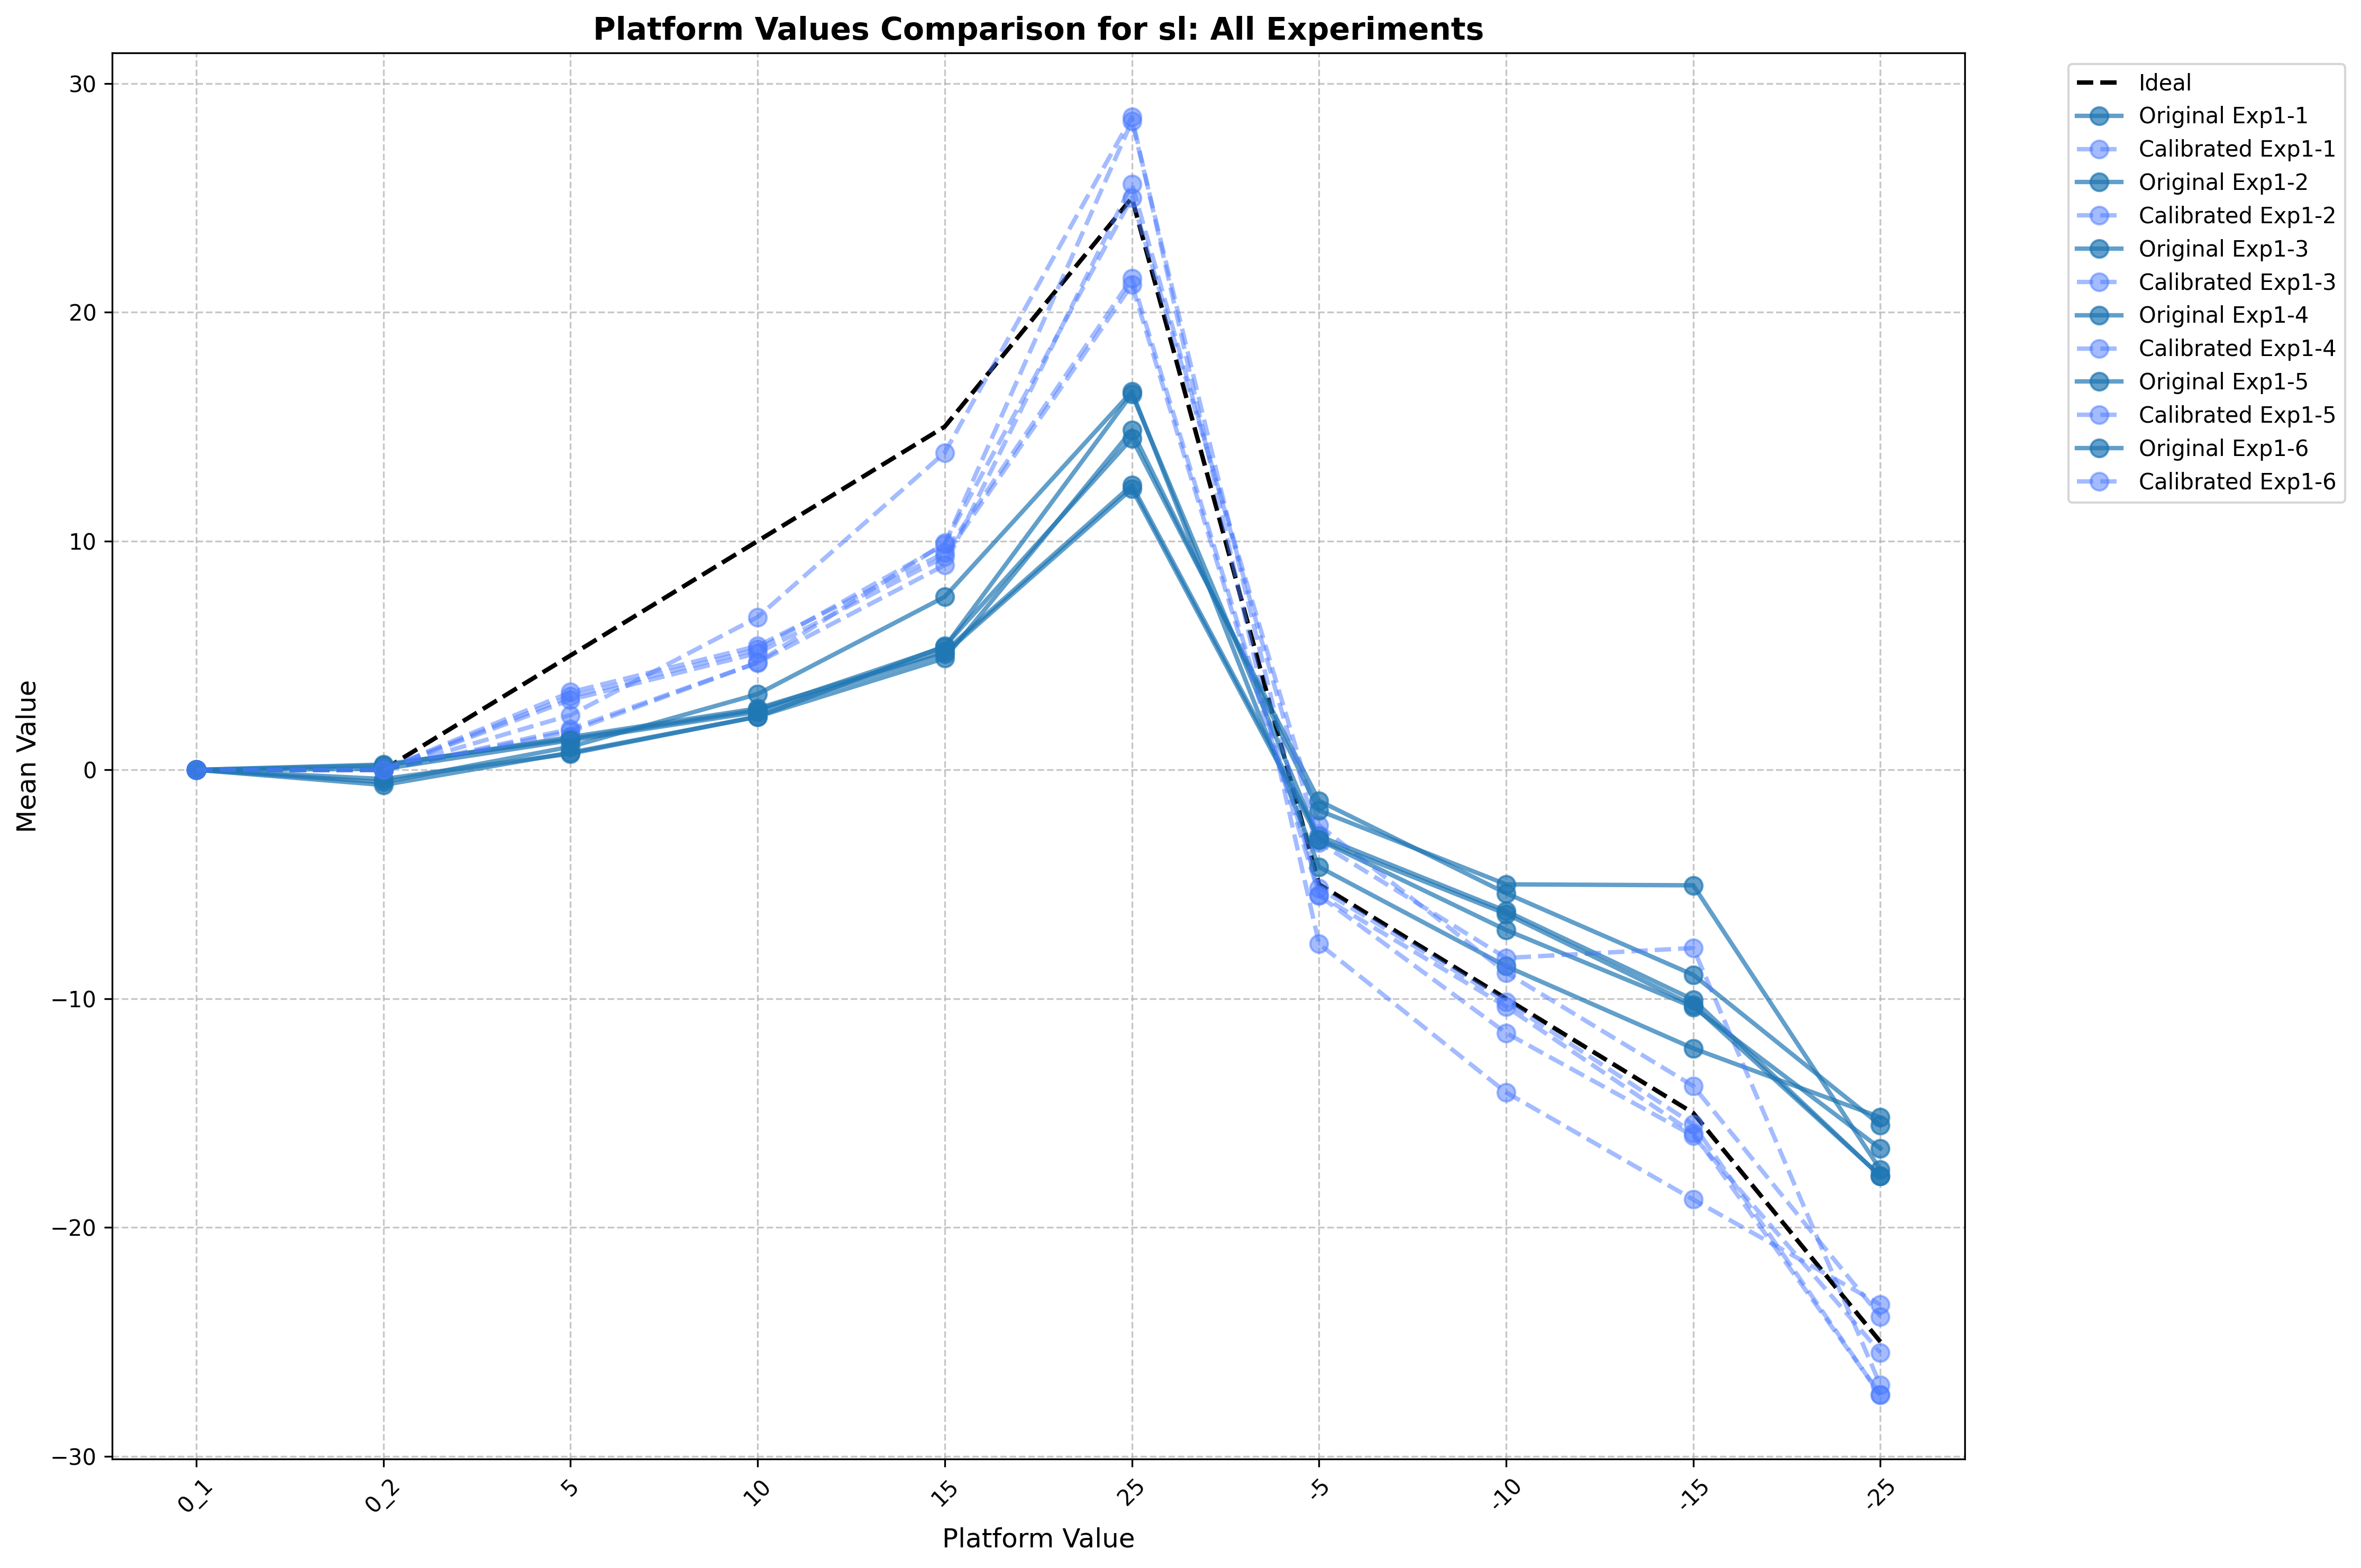 Platform Values Comparison for sl: All Experiments
Mean Value
30
20
10
0
−10
−20
−30
0_1
0_2
5
10
15
25
-5
-10
-15
-25
Platform Value
Ideal
Original Exp1-1
Calibrated Exp1-1
Original Exp1-2
Calibrated Exp1-2
Original Exp1-3
Calibrated Exp1-3
Original Exp1-4
Calibrated Exp1-4
Original Exp1-5
Calibrated Exp1-5
Original Exp1-6
Calibrated Exp1-6